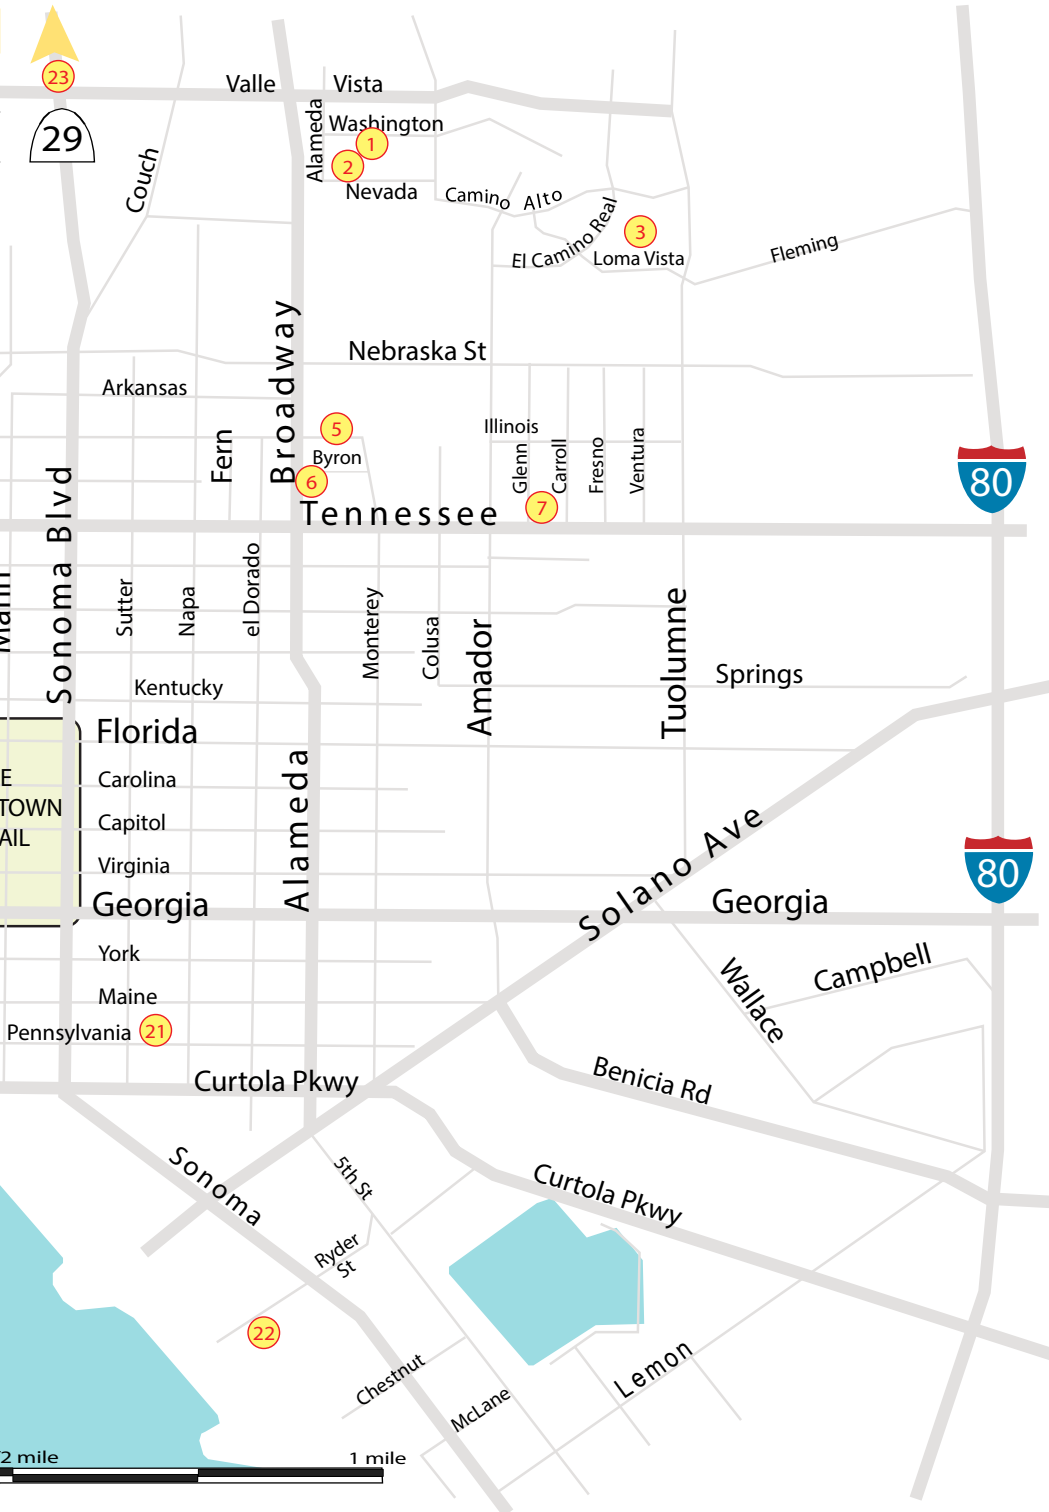 23
Valle Vista
29
Alameda
Washington
1
2
Nevada
Couch
Camino Alto
El Camino Real
3
Loma Vista
Fleming
Broadway
Nebraska St
Arkansas
5
Byron
6
Fern
Illinois
Glenn
Carroll
Fresno
Ventura
7
80
Tennessee
Sonoma Blvd
Sutter
Napa
el Dorado
Monterey
Colusa
Amador
Tuolumne
Springs
Kentucky
Florida
Carolina
Capitol
Virginia
Georgia
E
TOWN
AIL
Alameda
Solano Ave
80
Georgia
York
Maine
Pennsylvania
21
Wallace
Campbell
Curtola Pkwy
Benicia Rd
Sonoma
5th St
Curtola Pkwy
Ryder
St
22
Chestnut
McLane
Lemon
2 mile
1 mile